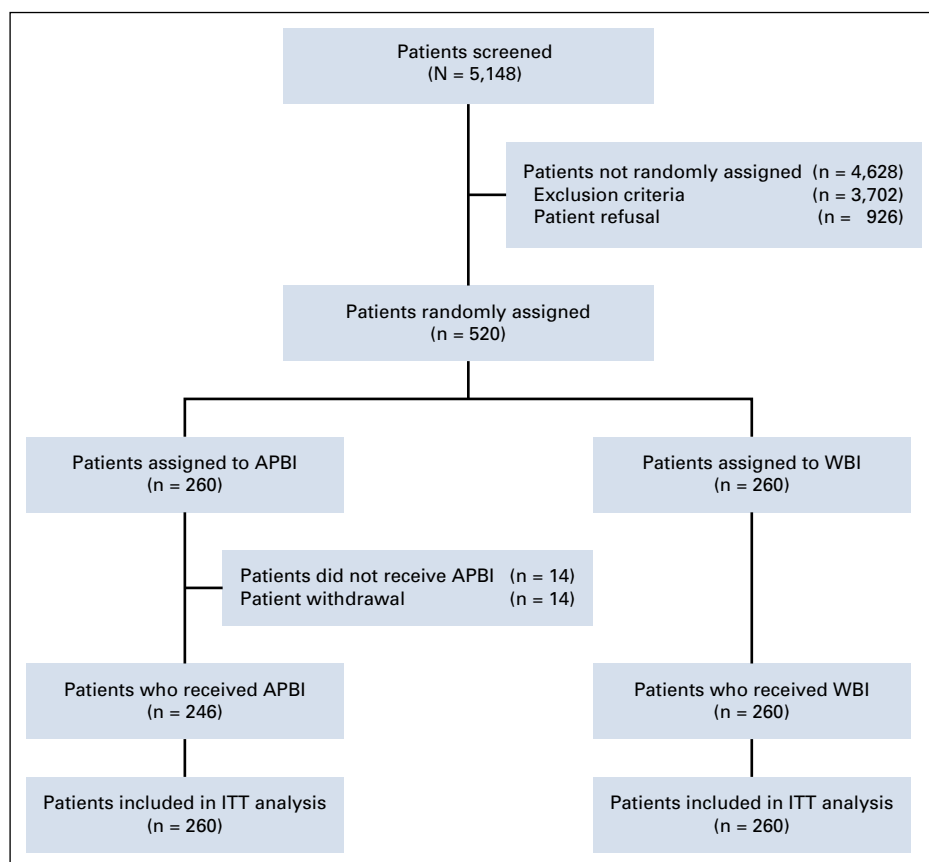 Patients screened
(N = 5,148)
Patients not randomly assigned (n = 4,628)
Exclusion criteria (n = 3,702)
Patient refusal (n = 926)
Patients randomly assigned
(n = 520)
Patients assigned to APBI
(n = 260)
Patients assigned to WBI
(n = 260)
Patients did not receive APBI (n = 14)
Patient withdrawal (n = 14)
Patients who received APBI
(n = 246)
Patients who received WBI
(n = 260)
Patients included in ITT analysis
(n = 260)
Patients included in ITT analysis
(n = 260)